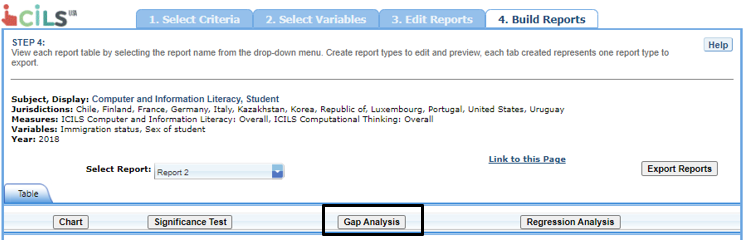 iCILS
1. Select Criteria
2. Select Variables
3. Edit Reports
4. Build Reports
STEP 4:
View each report table by selecting the report name from the drop-down menu. Create report types to edit and preview, each tab created represents one report type to
export.
Help
Subject, Display: Computer and Information Literacy, Student
Jurisdictions: Chile, Finland, France, Germany, Italy, Kazakhstan, Korea, Republic of, Luxembourg, Portugal, United States, Uruguay
Measures: ICILS Computer and Information Literacy: Overall, ICILS Computational Thinking: Overall
Variables: Immigration status, Sex of student
Year: 2018
Link to this Page
Select Report: Report 2
Export Reports
Table
Chart
Significance Test
Gap Analysis
Regression Analysis